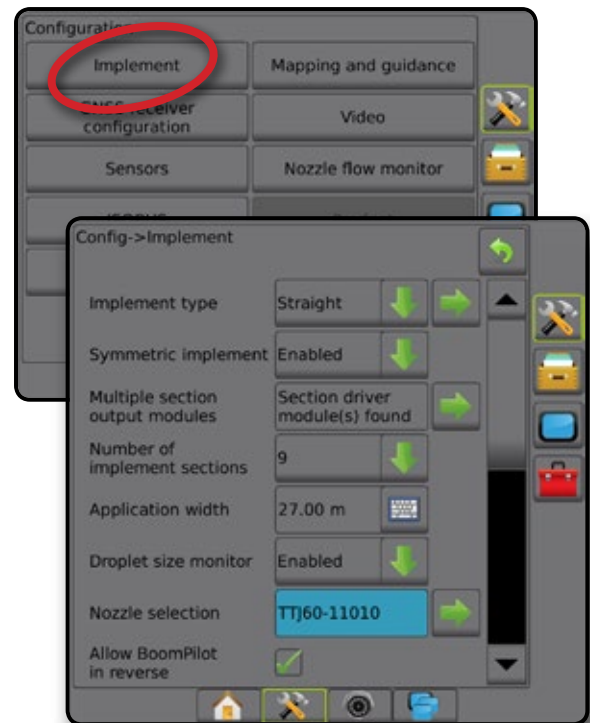 Configuration
Implement
Mapping and guidance
receiver
configuration
Video
Sensors
Nozzle flow monitor
Config->Implement
Implement type
Straight
Symmetric implement
Enabled
Multiple section
output modules
Section driver
module(s) found
Number of
implement sections
9
Application width
27.00 m
Droplet size monitor
Enabled
Nozzle selection
TTJ60-11010
Allow BoomPilot
in reverse